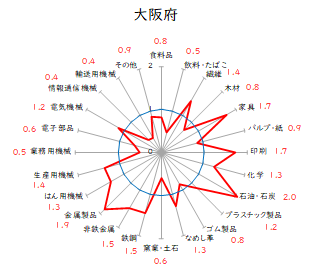 大阪府
0.8
食料品
0.5
飲料・たばこ
繊維 1.4
木材 0.8
家具 1.7
パルプ・紙 0.9
印刷 1.7
化学 1.3
石油・石炭
2.0
プラスチック製品
1.2
ゴム製品
0.8
なめし革
1.3
窯業・土石
0.6
鉄鋼
1.5
非鉄金属
1.5
金属製品
1.9
はん用機械
1.3
生産用機械
1.4
0.5 業務用機械
0.6 電子部品
1.2 電気機械
情報通信機械
0.4
輸送用機械
0.4
その他
0.9
2
1
0